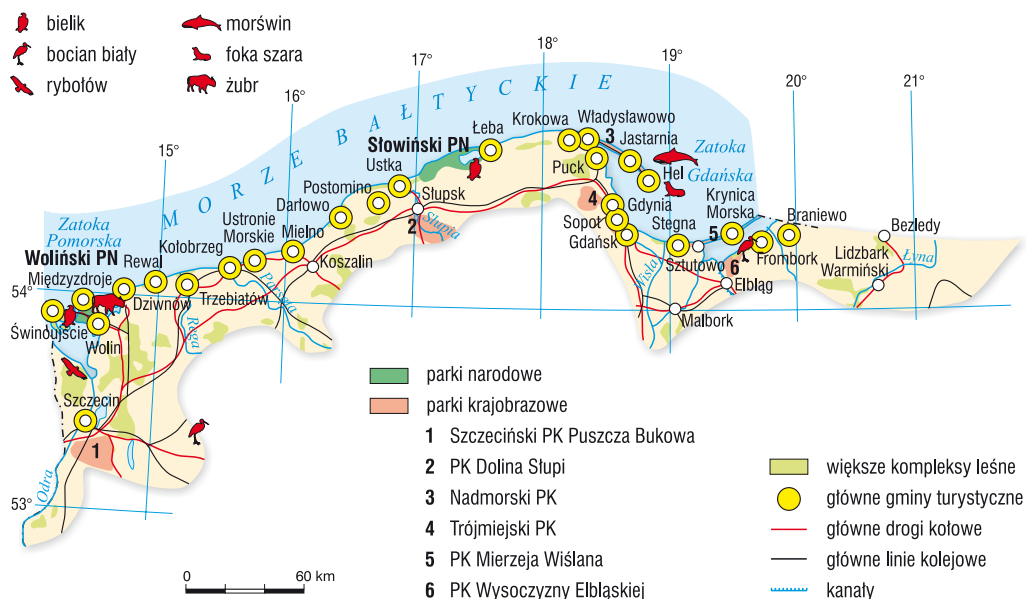 bielik
bocian biały
rybołów
morświn
foka szara
żubr
15°
16°
17°
18°
19°
20°
21°
54°
53°
MORZE BAŁTYCKIE
Zatoka
Pomorska
Woliński PN
Międzyzdroje
Świnoujście
Wolin
Dziwnów
Rewal
Trzebiatów
Kołobrzeg
Ustronie
Morskie
Mielno
Koszalin
Darłowo
Postomino
Ustka
Słupsk
Słowiński PN
Łeba
Krokowa
Władysławowo
3
Jastarnia
Puck
Hel
Zatoka
Gdańska
4
Gdynia
Sopot
Gdańsk
Stegna
Sztutowo
Krynica
Morska
5
6
Frombork
Braniewo
Elbląg
Malbork
Bezledy
Lidzbark
Warmiński
Łyna
Wisła
2
Słupia
Parsęta
Rega
Szczecin
1
Odra
parki narodowe
parki krajobrazowe
1 Szczeciński PK Puszcza Bukowa
2 PK Dolina Słupi
3 Nadmorski PK
4 Trójmiejski PK
5 PK Mierzeja Wiślana
6 PK Wysoczyzny Elbląskiej
większe kompleksy leśne
główne gminy turystyczne
główne drogi kołowe
główne linie kolejowe
kanały
0 60 km